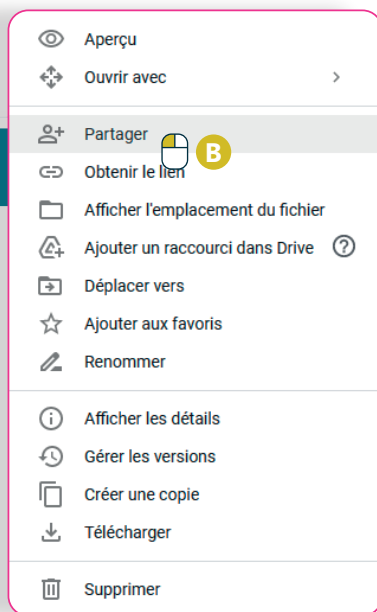 Aperçu
Ouvrir avec
Partager
B
Obtenir le lien
Afficher l'emplacement du fichier
Ajouter un raccourci dans Drive ?
Déplacer vers
Ajouter aux favoris
Renommer
Afficher les détails
Gérer les versions
Créer une copie
Télécharger
Supprimer